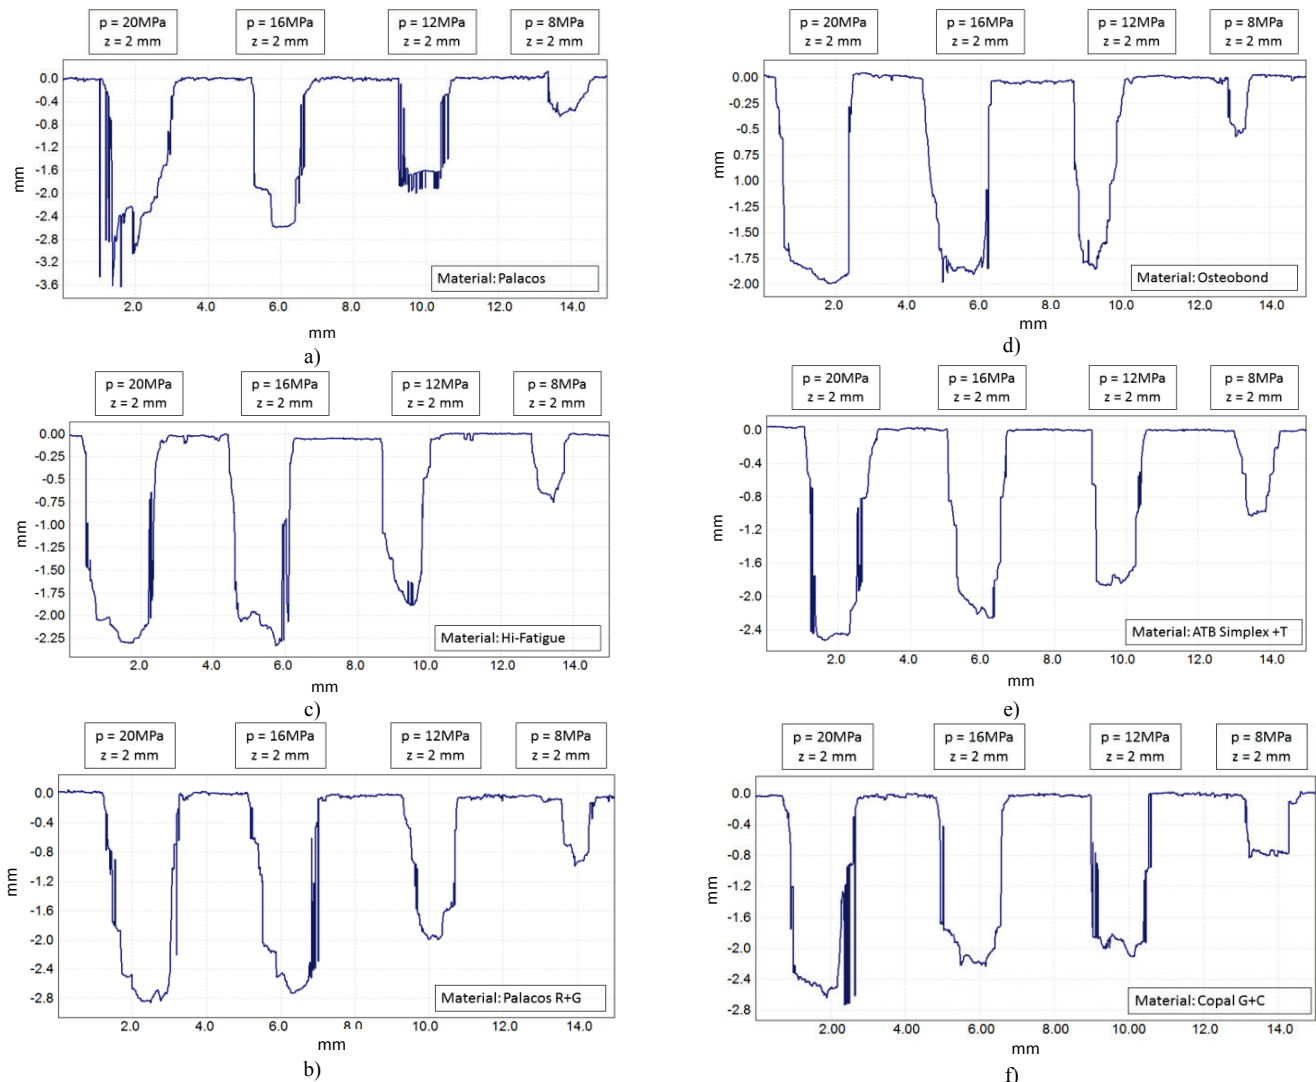 p = 20MPa
z = 2 mm
p = 16MPa
z = 2 mm
p = 12MPa
z = 2 mm
p = 8MPa
z = 2 mm
0.0
-0.4
-0.8
-1.2
-1.6
-2.0
-2.4
-2.8
-3.2
-3.6
mm
Material: Palacos
2.0 4.0 6.0 8.0 10.0 12.0 14.0
mm
a)
p = 20MPa
z = 2 mm
p = 16MPa
z = 2 mm
p = 12MPa
z = 2 mm
p = 8MPa
z = 2 mm
0.00
-0.25
-0.5
0.75
1.00
-1.25
-1.50
-1.75
-2.00
mm
Material: Osteobond
2.0 4.0 6.0 8.0 10.0 12.0 14.0
mm
d)
p = 20MPa
z = 2 mm
p = 16MPa
z = 2 mm
p = 12MPa
z = 2 mm
p = 8MPa
z = 2 mm
0.00
-0.25
-0.50
-0.75
-1.00
-1.25
-1.50
-1.75
-2.00
-2.25
mm
Material: Hi-Fatigue
2.0 4.0 6.0 8.0 10.0 12.0 14.0
mm
c)
p = 20MPa
z = 2 mm
p = 16MPa
z = 2 mm
p = 12MPa
z = 2 mm
p = 8MPa
z = 2 mm
0.0
-0.4
-0.8
-1.2
-1.6
-2.0
-2.4
mm
Material: ATB Simplex +T
2.0 4.0 6.0 8.0 10.0 12.0 14.0
mm
e)
p = 20MPa
z = 2 mm
p = 16MPa
z = 2 mm
p = 12MPa
z = 2 mm
p = 8MPa
z = 2 mm
0.0
-0.4
-0.8
-1.2
-1.6
-2.0
-2.4
-2.8
mm
Material: Palacos R+G
2.0 4.0 6.0 8.0 10.0 12.0 14.0
mm
b)
p = 20MPa
z = 2 mm
p = 16MPa
z = 2 mm
p = 12MPa
z = 2 mm
p = 8MPa
z = 2 mm
0.0
-0.4
-0.8
-1.2
-1.6
-2.0
-2.4
-2.8
mm
Material: Copal G+C
2.00 4.00 6.00 8.00 10.00 12.0 14.0
mm
f)